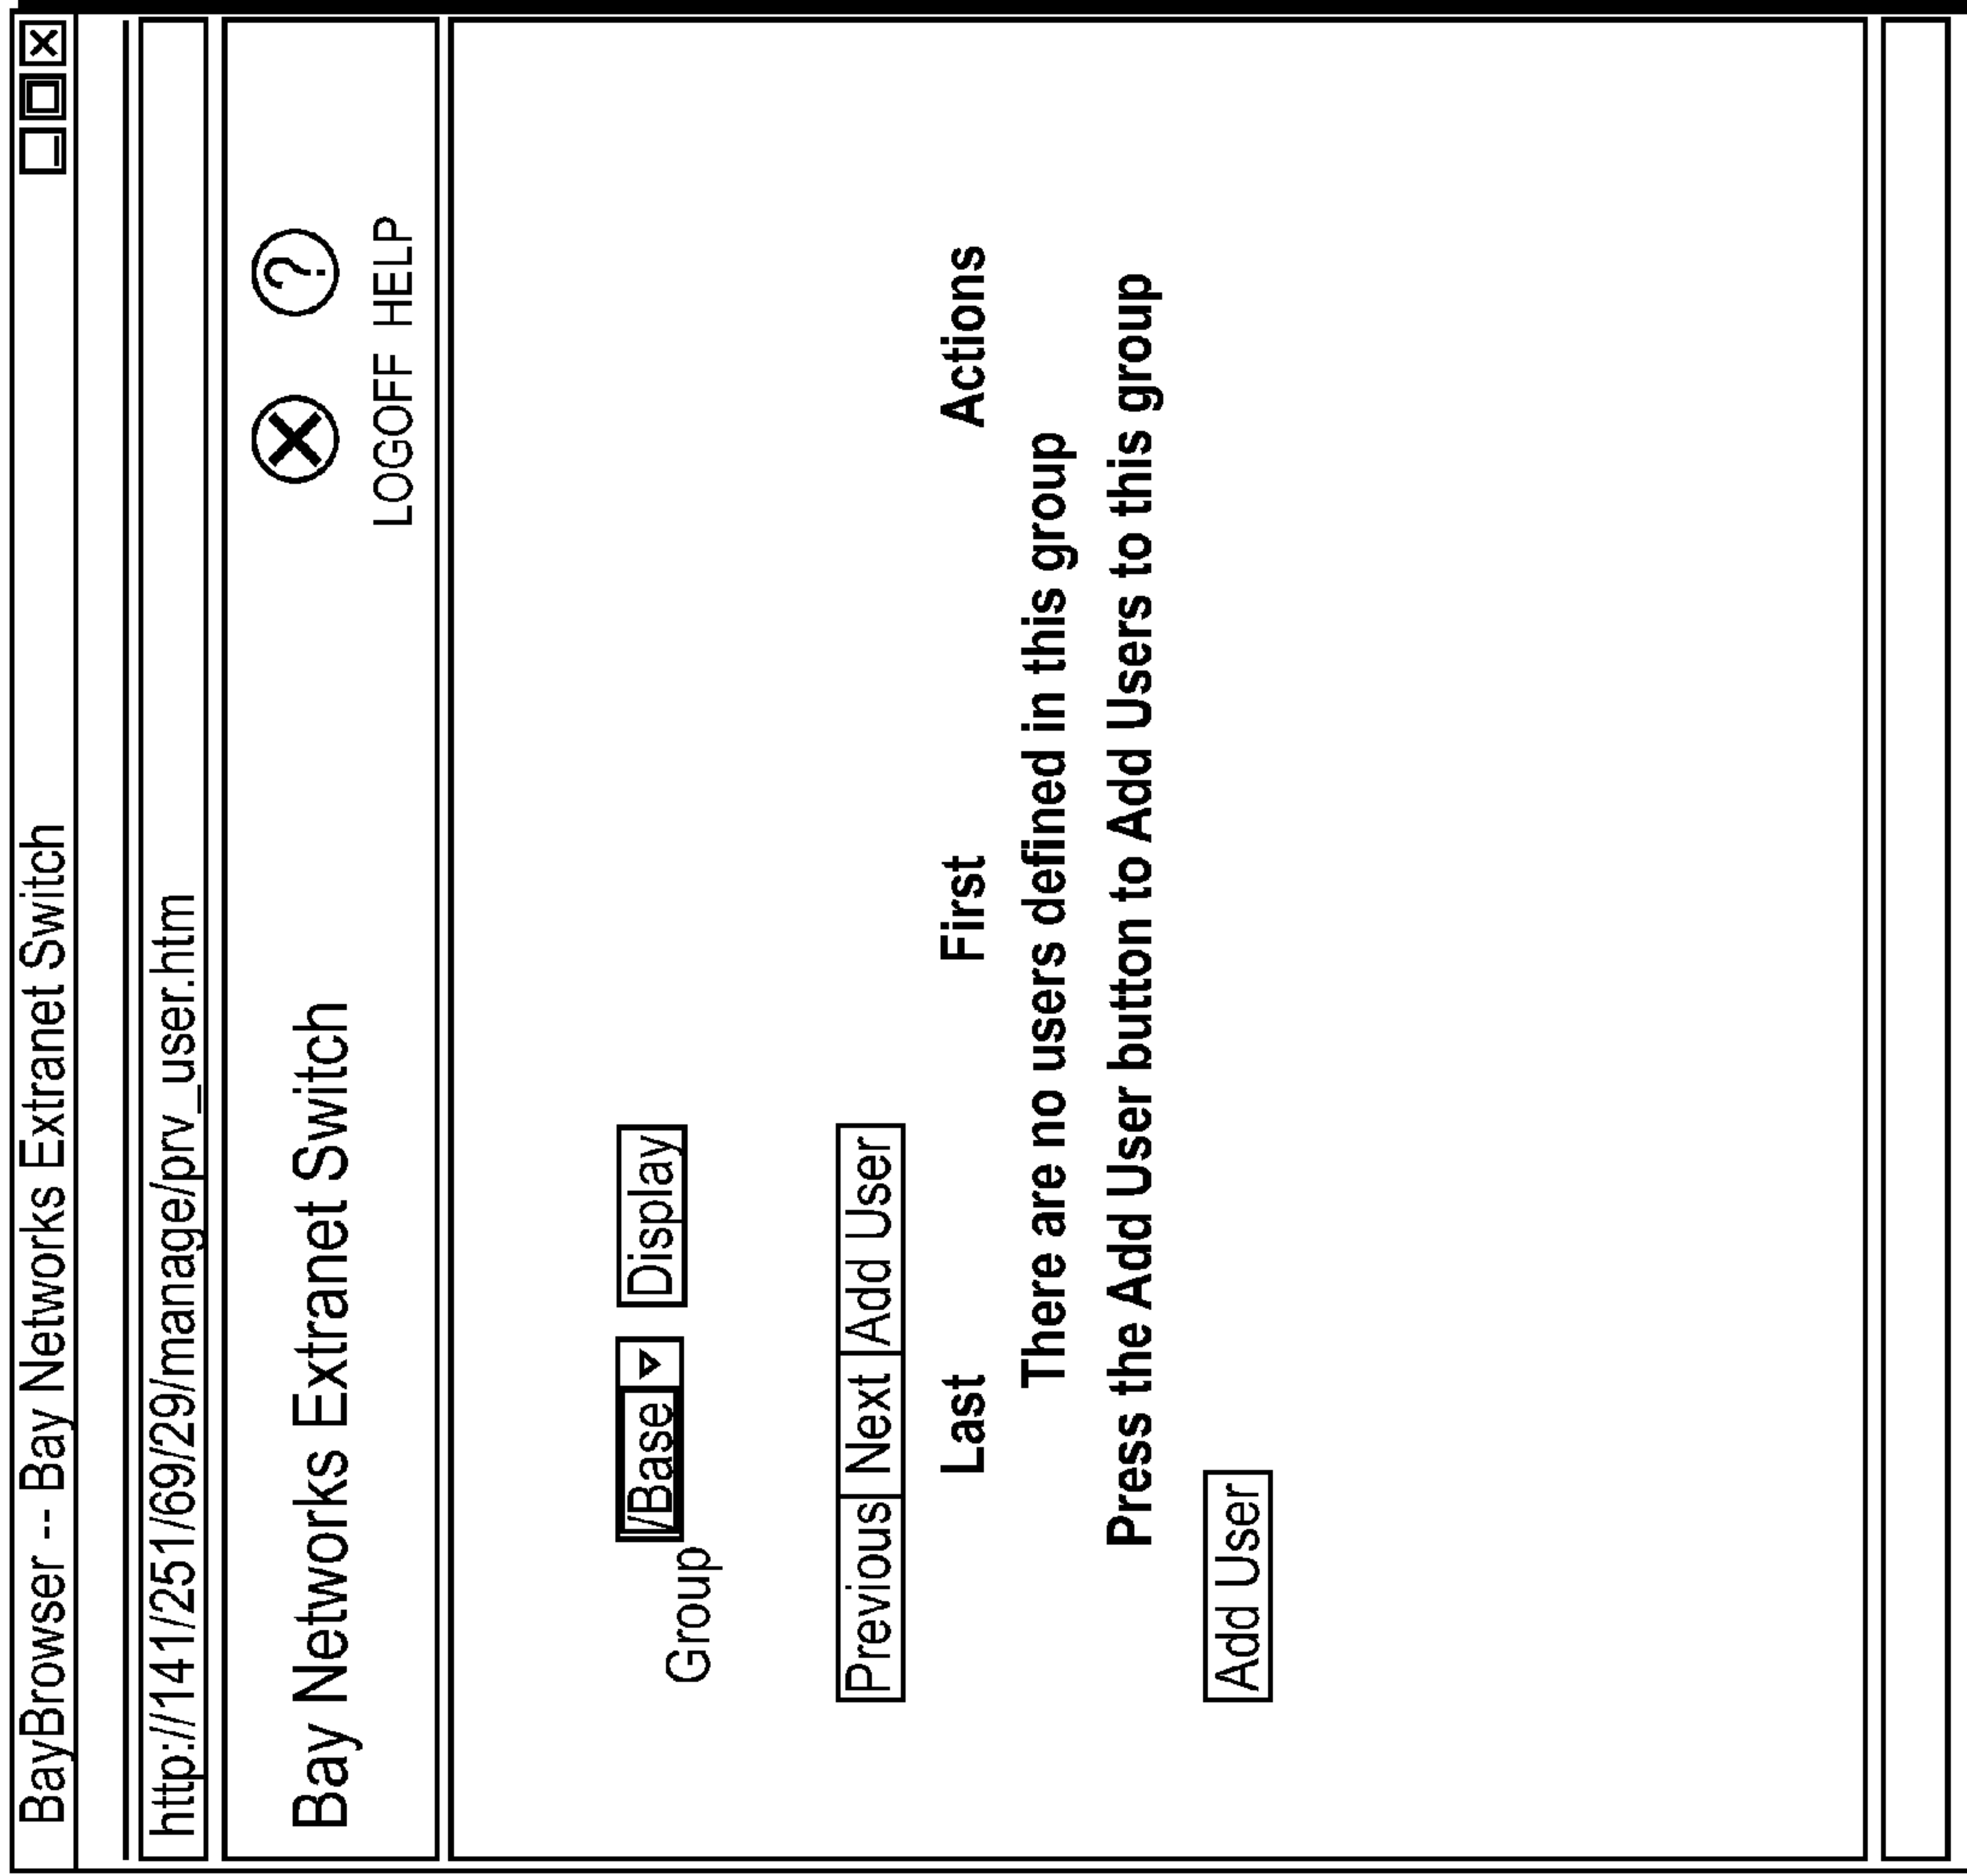 BayBrowser -- Bay Networks Extranet Switch
http://141/251/69/29/manage/prv_user.htm
Bay Networks Extranet Switch
LOGOFF HELP
Group /Base Display
Previous Next Add User
Last First Actions
There are no users defined in this group
Press the Add User button to Add Users to this group
Add User